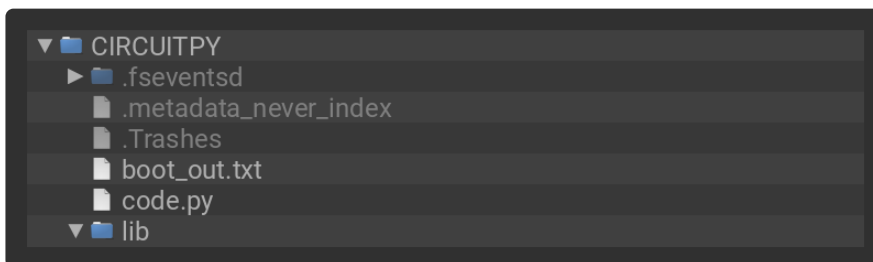 CIRCUITPY
.fseventsd
.metadata_never_index
.Trashes
boot_out.txt
code.py
lib